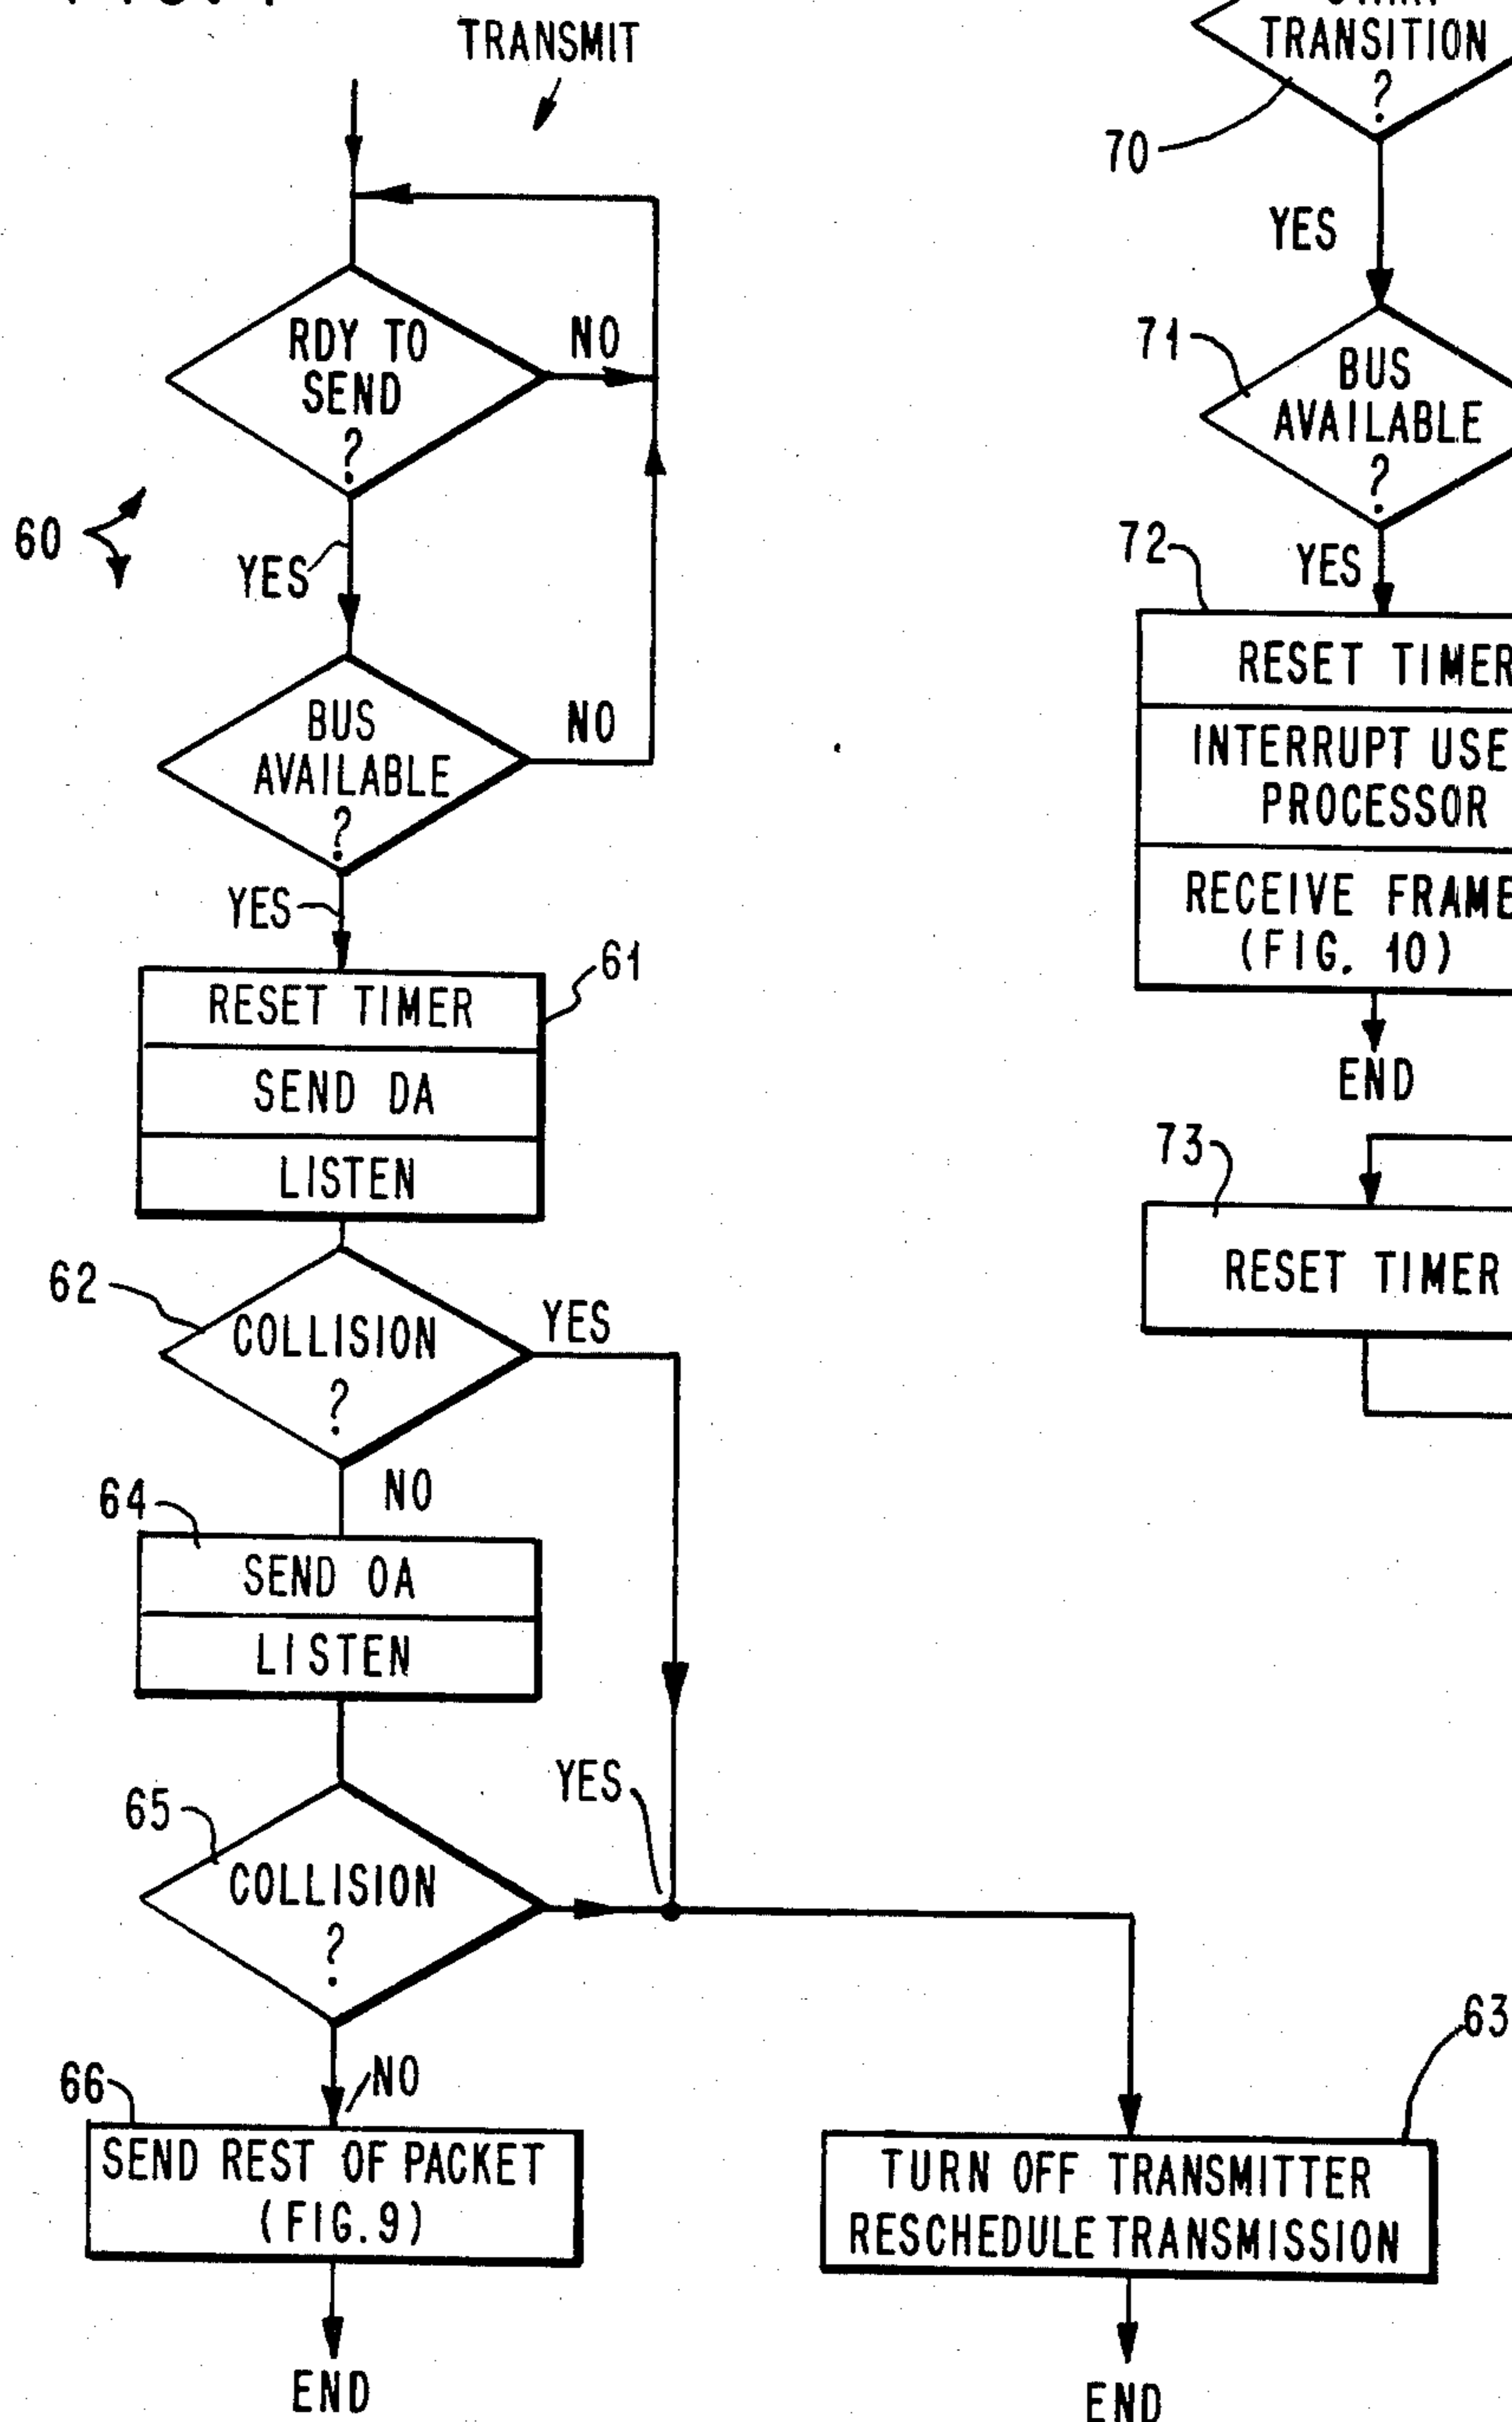 TRANSMIT
RDY TO
SEND
?
NO
60
YES
BUS
AVAILABLE
?
NO
YES
61
RESET TIMER
SEND DA
LISTEN
62
COLLISION
?
YES
NO
64
SEND OA
LISTEN
YES
65
COLLISION
?
66
NO
SEND REST OF PACKET
(FIG.9)
END
63
TURN OFF TRANSMITTER
RESCHEDULE TRANSMISSION
END
TRANSITION
?
70
YES
71
BUS
AVAILABLE
?
72
YES
RESET TIMER
INTERRUPT USE
PROCESSOR
RECEIVE FRAME
(FIG. 10)
END
73
RESET TIMER